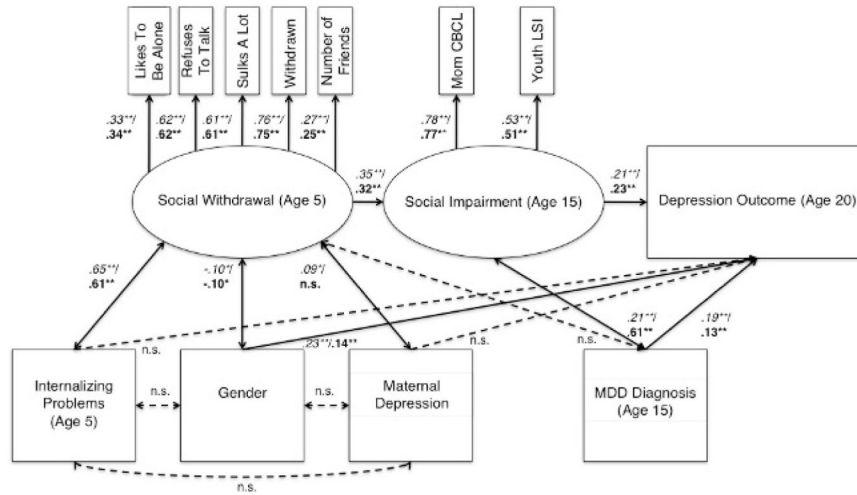 Likes To
Be Alone
Refuses
To Talk
Sulks A Lot
Withdrawn
Number of
Friends
Mom CBCL
Youth LSI
.33**/
.34**
.62**/
.62**
.61**/
.61**
.76**/
.75**
.27**/
.25**
.78**/
.77**
.53**/
.51**
Social Withdrawal (Age 5)
.35**/
.32**
Social Impairment (Age 15)
.21**/
.23**
Depression Outcome (Age 20)
.65**/
.61**
-.10*/
-.10*
.09*/
n.s.
.21**/
.61**
.19**/
.13**
n.s.
.23**/.14**
n.s.
n.s.
Internalizing
Problems
(Age 5)
n.s.
Gender
n.s.
Maternal
Depression
MDD Diagnosis
(Age 15)
n.s.